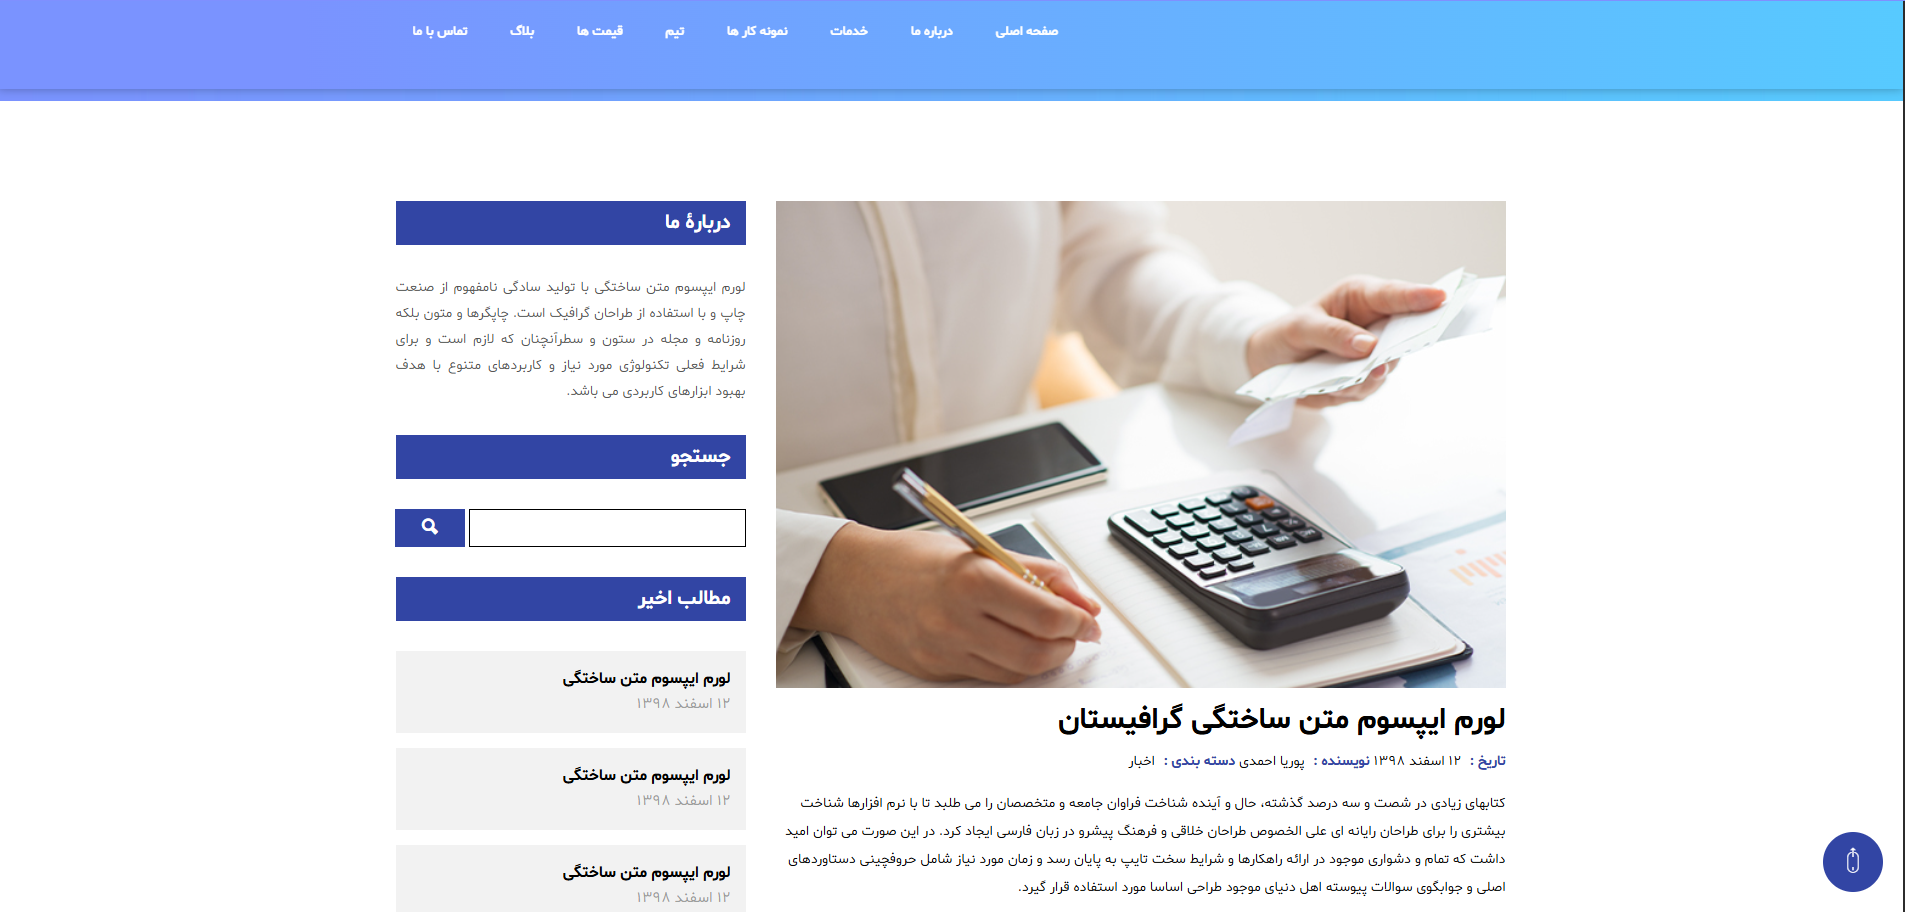 صفحه اصلی درباره ما خدمات نمونه کار ها تیم قیمت ها بلاگ تماس با ما
لورم ایپسوم متن ساختگی گرافیستان
تاریخ : ۱۲ اسفند ۱۳۹۸ نویسنده : پوریا احمدی دسته بندی : اخبار
کتابهای زیادی در شصت و سه درصد گذشته، حال و آینده شناخت فراوان جامعه و متخصصان را می طلبد تا با نرم افزارها شناخت
بیشتری را برای طراحان رایانه ای علی الخصوص طراحان خلاقی و فرهنگ پیشرو در زبان فارسی ایجاد کرد. در این صورت می توان امید
داشت که تمام و دشواری موجود در ارائه راهکارها و شرایط سخت تایپ به پایان رسد و زمان مورد نیاز شامل حروفچینی دستاوردهای
اصلی و جوابگوی سوالات پیوسته اهل دنیای موجود طراحی اساسا مورد استفاده قرار گیرد.
دربارهٔ ما
لورم ایپسوم متن ساختگی با تولید سادگی نامفهوم از صنعت
چاپ و با استفاده از طراحان گرافیک است. چاپگرها و متون بلکه
روزنامه و مجله در ستون و سطرآنچنان که لازم است و برای
شرایط فعلی تکنولوژی مورد نیاز و کاربردهای متنوع با هدف
بهبود ابزارهای کاربردی می باشد.
جستجو
مطالب اخیر
لورم ایپسوم متن ساختگی
۱۲ اسفند ۱۳۹۸
لورم ایپسوم متن ساختگی
۱۲ اسفند ۱۳۹۸
لورم ایپسوم متن ساختگی
۱۲ اسفند ۱۳۹۸